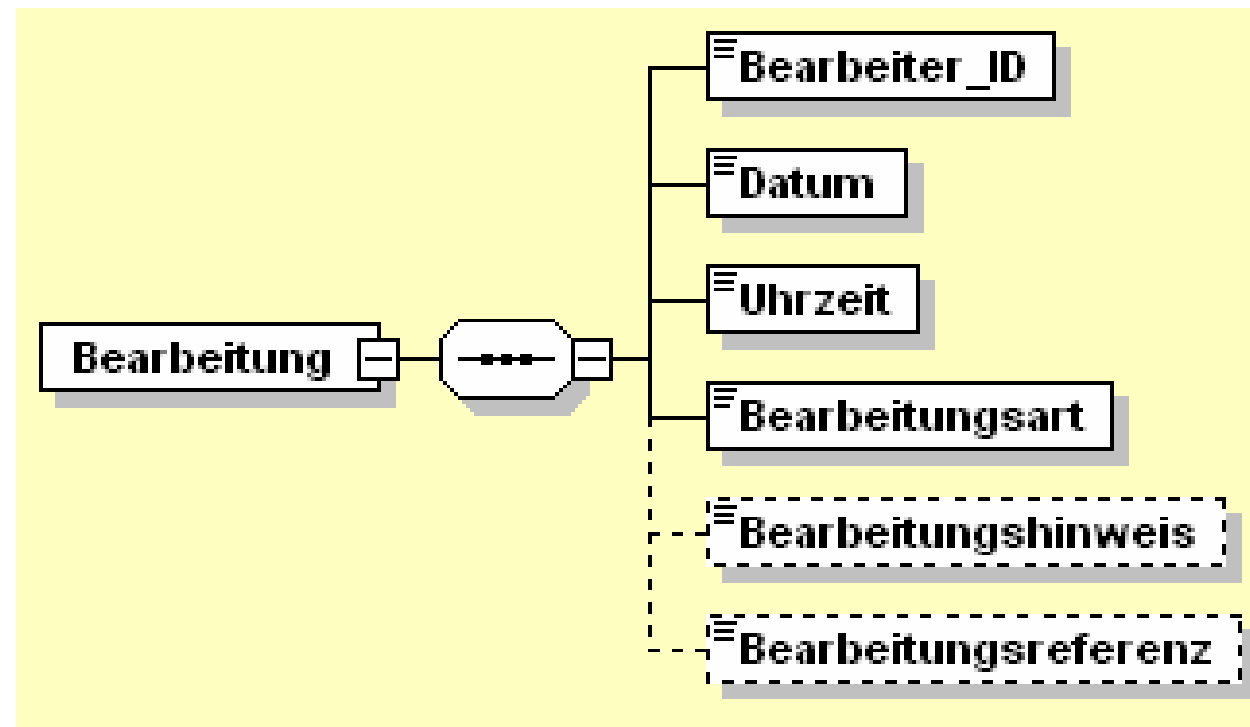 Bearbeiter_ID
Datum
Uhrzeit
Bearbeitung
Bearbeitungsart
Bearbeitungshinweis
Bearbeitungsreferenz